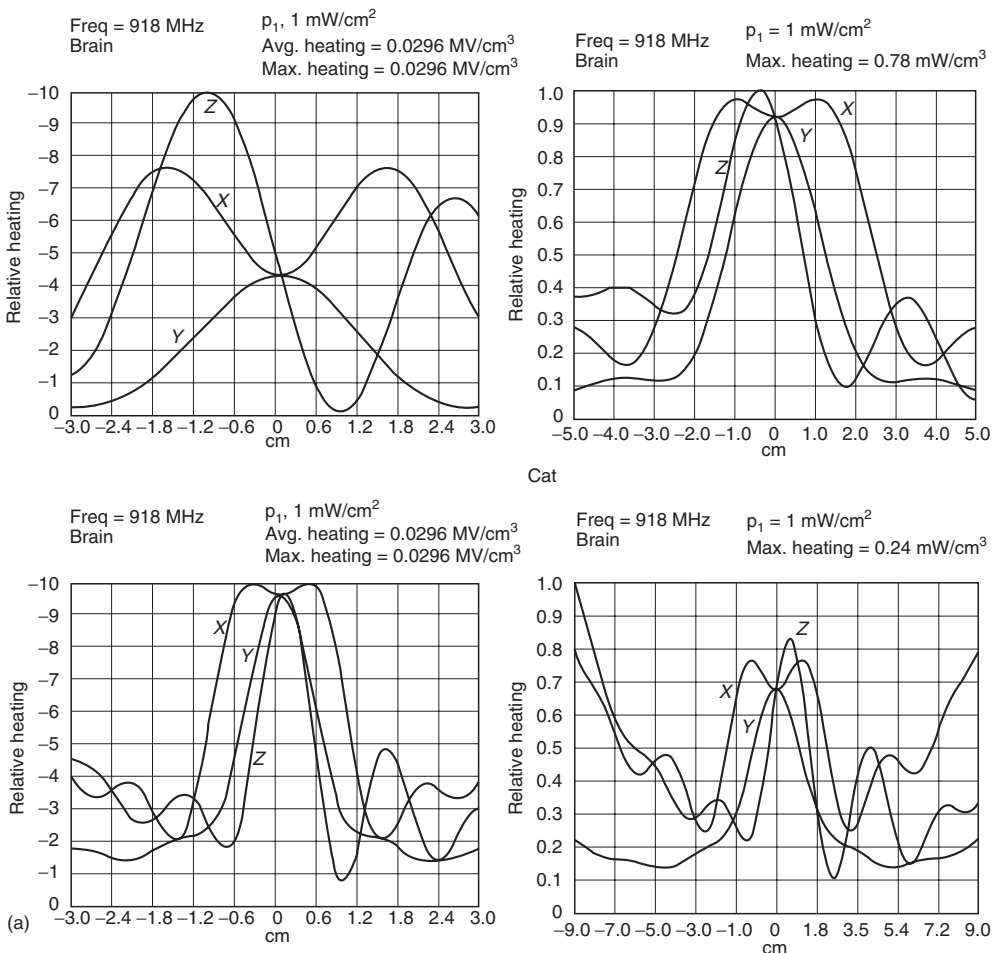 Freq = 918 MHz
Brain
p₁, 1 mW/cm²
Avg. heating = 0.0296 MV/cm³
Max. heating = 0.0296 MV/cm³
Relative heating
−10
−9
−8
−7
−6
−5
−4
−3
−2
−1
0
Z
X
Y
−3.0 −2.4 −1.8 −1.2 −0.6 0 0.6 1.2 1.8 2.4 3.0
cm
Freq = 918 MHz
Brain
p₁ = 1 mW/cm²
Max. heating = 0.78 mW/cm³
Relative heating
1.0
0.9
0.8
0.7
0.6
0.5
0.4
0.3
0.2
0.1
0
X
Y
Z
−5.0 −4.0 −3.0 −2.0 −1.0 0 1.0 2.0 3.0 4.0 5.0
cm
Cat
Freq = 918 MHz
Brain
p₁, 1 mW/cm²
Avg. heating = 0.0296 MV/cm³
Max. heating = 0.0296 MV/cm³
Relative heating
−10
−9
−8
−7
−6
−5
−4
−3
−2
−1
0
X
Y
Z
−3.0 −2.4 −1.8 −1.2 −0.6 0 0.6 1.2 1.8 2.4 3.0
cm
(a)
Freq = 918 MHz
Brain
p₁ = 1 mW/cm²
Max. heating = 0.24 mW/cm³
Relative heating
1.0
0.9
0.8
0.7
0.6
0.5
0.4
0.3
0.2
0.1
0
Z
X
Y
−9.0 −7.0 −5.0 −3.0 −1.0 0 1.8 3.5 5.4 7.2 9.0
cm